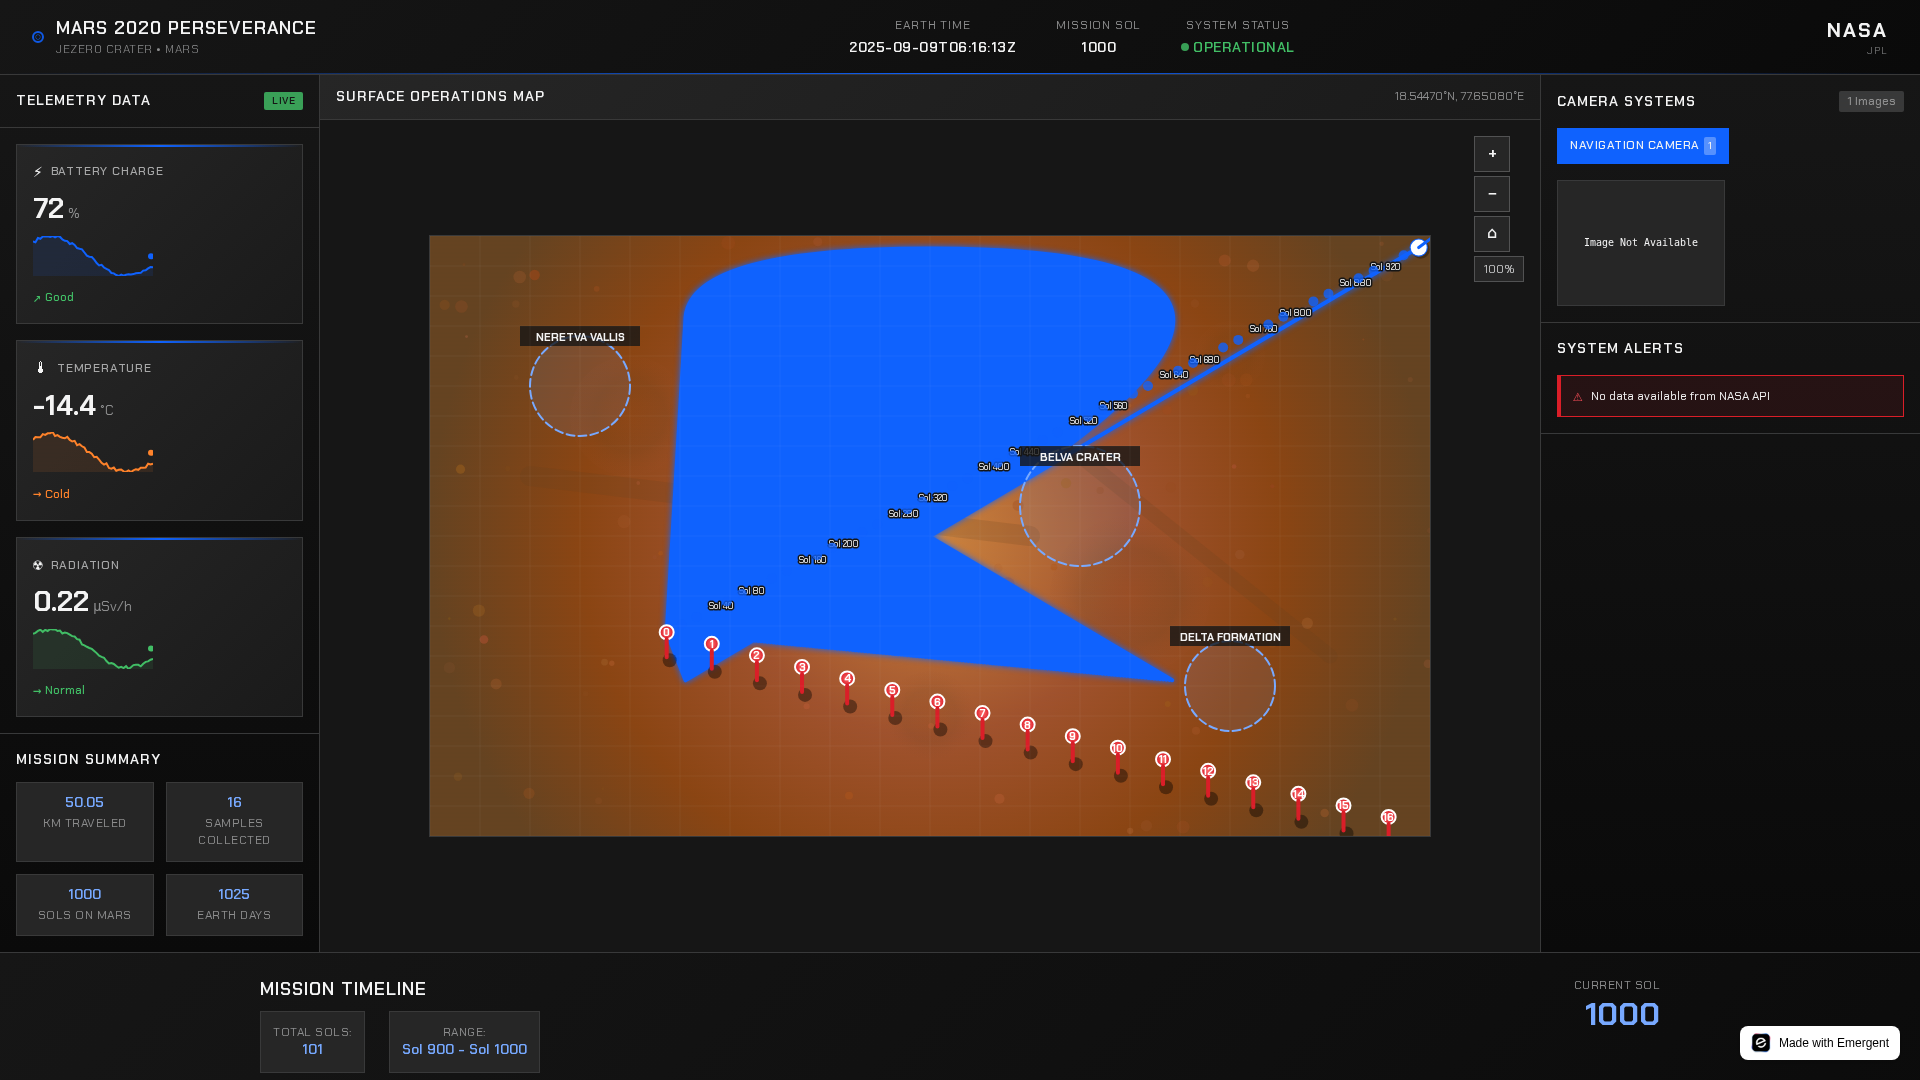 MARS 2020 PERSEVERANCE
JEZERO CRATER • MARS
EARTH TIME
2025-09-09T06:16:13Z
MISSION SOL
1000
SYSTEM STATUS
OPERATIONAL
NASA
JPL
TELEMETRY DATA
LIVE
BATTERY CHARGE
72 %
↗ Good
TEMPERATURE
-14.4 °C
→ Cold
RADIATION
0.22 µSv/h
→ Normal
MISSION SUMMARY
50.05
KM TRAVELED
16
SAMPLES
COLLECTED
1000
SOLS ON MARS
1025
EARTH DAYS
SURFACE OPERATIONS MAP
18.54470°N, 77.65080°E
+
−
⌂
100%
Sol 920
Sol 880
Sol 800
Sol 760
Sol 680
Sol 640
Sol 560
Sol 520
Sol 440
Sol 400
Sol 320
Sol 280
Sol 200
Sol 160
Sol 80
Sol 40
NERETVA VALLIS
BELVA CRATER
DELTA FORMATION
0
1
2
3
4
5
6
7
8
9
10
11
12
13
14
15
16
CAMERA SYSTEMS
1 Images
NAVIGATION CAMERA 1
Image Not Available
SYSTEM ALERTS
⚠ No data available from NASA API
MISSION TIMELINE
TOTAL SOLS:
101
RANGE:
Sol 900 - Sol 1000
CURRENT SOL
1000
Made with Emergent